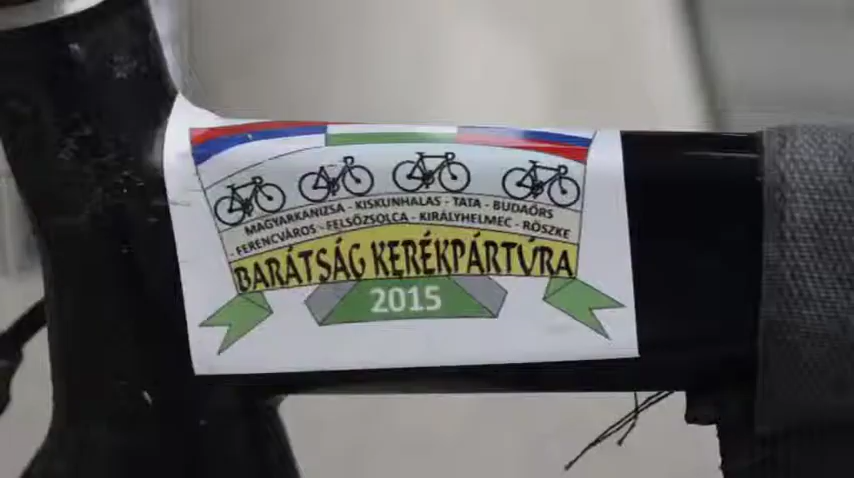 MAGYARKANIZSA - KISKUNHALAS - TATA - BUDAÖRS
- FERENCVÁROS - FELSŐZSOLCA - KIRÁLYHELMEC - RÖSZKE
BARÁTSÁG KERÉKPÁRTÚRA
2015